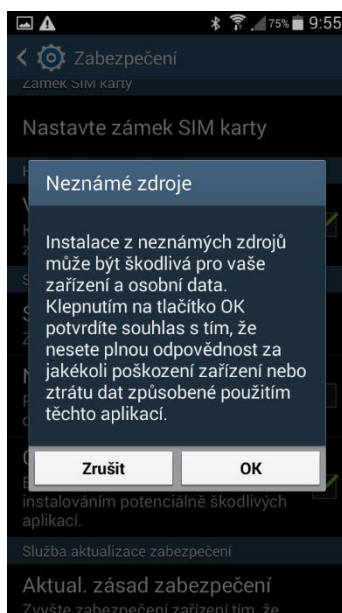 75% 9:55
Zabezpečení
Zámek SIM karty
Nastavte zámek SIM karty
Neznámé zdroje
Instalace z neznámých zdrojů
může být škodlivá pro vaše
zařízení a osobní data.
Klepnutím na tlačítko OK
potvrdíte souhlas s tím, že
nesete plnou odpovědnost za
jakékoli poškození zařízení nebo
ztrátu dat způsobené použitím
těchto aplikací.
Zrušit OK
instalováním potenciálně škodlivých
aplikací.
Služba aktualizace zabezpečení
Aktual. zásad zabezpečení
Zvyšte zabezpečení zařízení tím, že